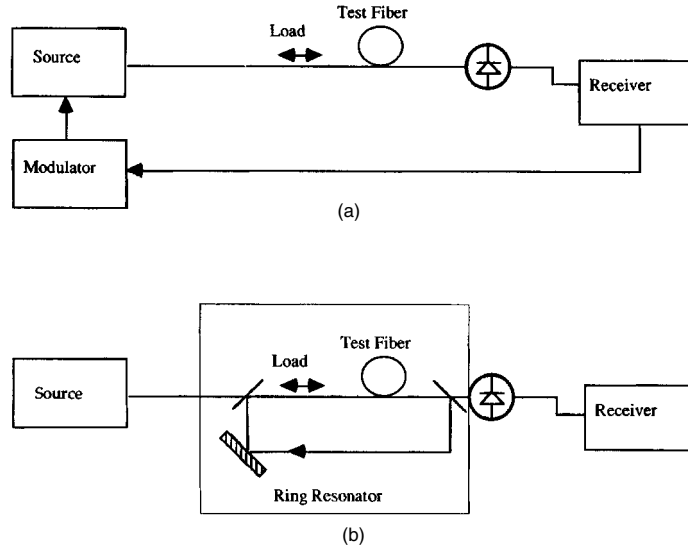 Test Fiber
Load
Source
Receiver
Modulator
(a)
Test Fiber
Load
Source
Receiver
Ring Resonator
(b)